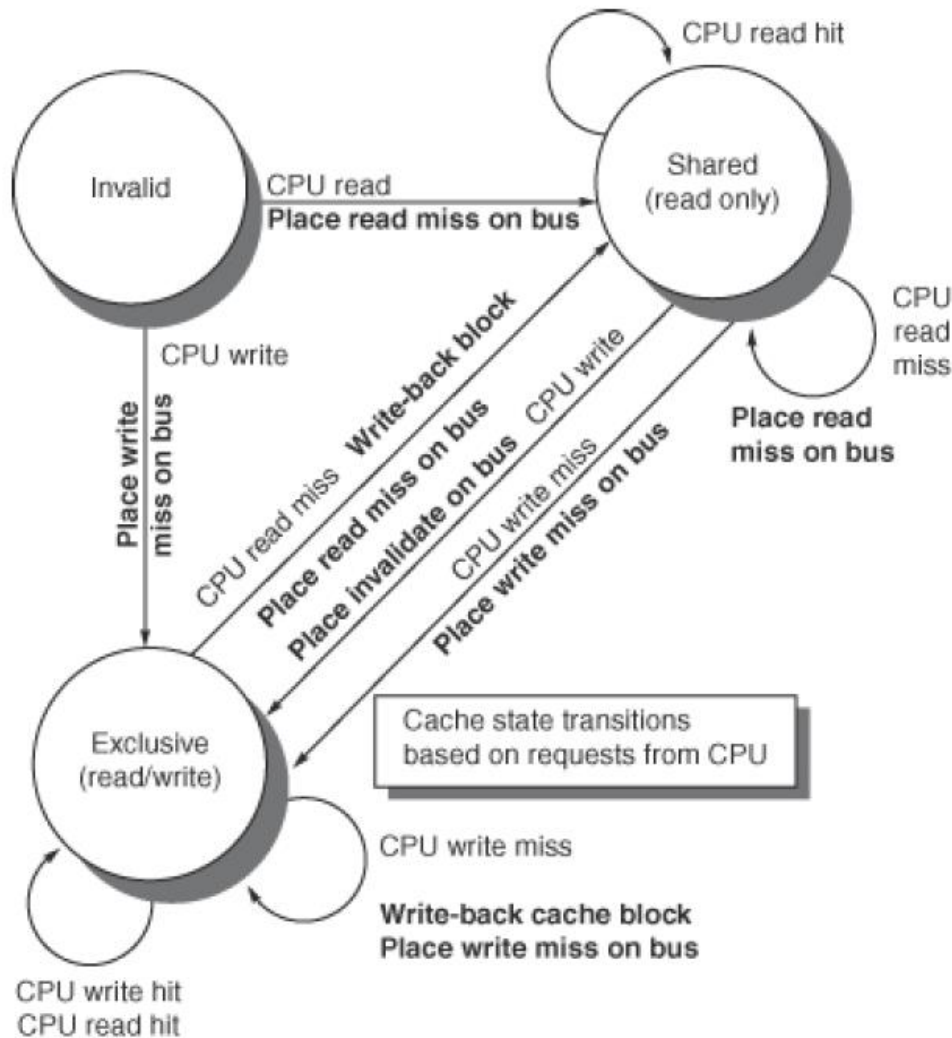 CPU read hit
Invalid
Shared
(read only)
CPU read
Place read miss on bus
CPU
read
miss
Place read
miss on bus
CPU write
Place write
miss on bus
CPU read miss Write-back block
Place read miss on bus
Place invalidate on bus CPU write
CPU write miss
Place write miss on bus
Exclusive
(read/write)
Cache state transitions
based on requests from CPU
CPU write miss
Write-back cache block
Place write miss on bus
CPU write hit
CPU read hit